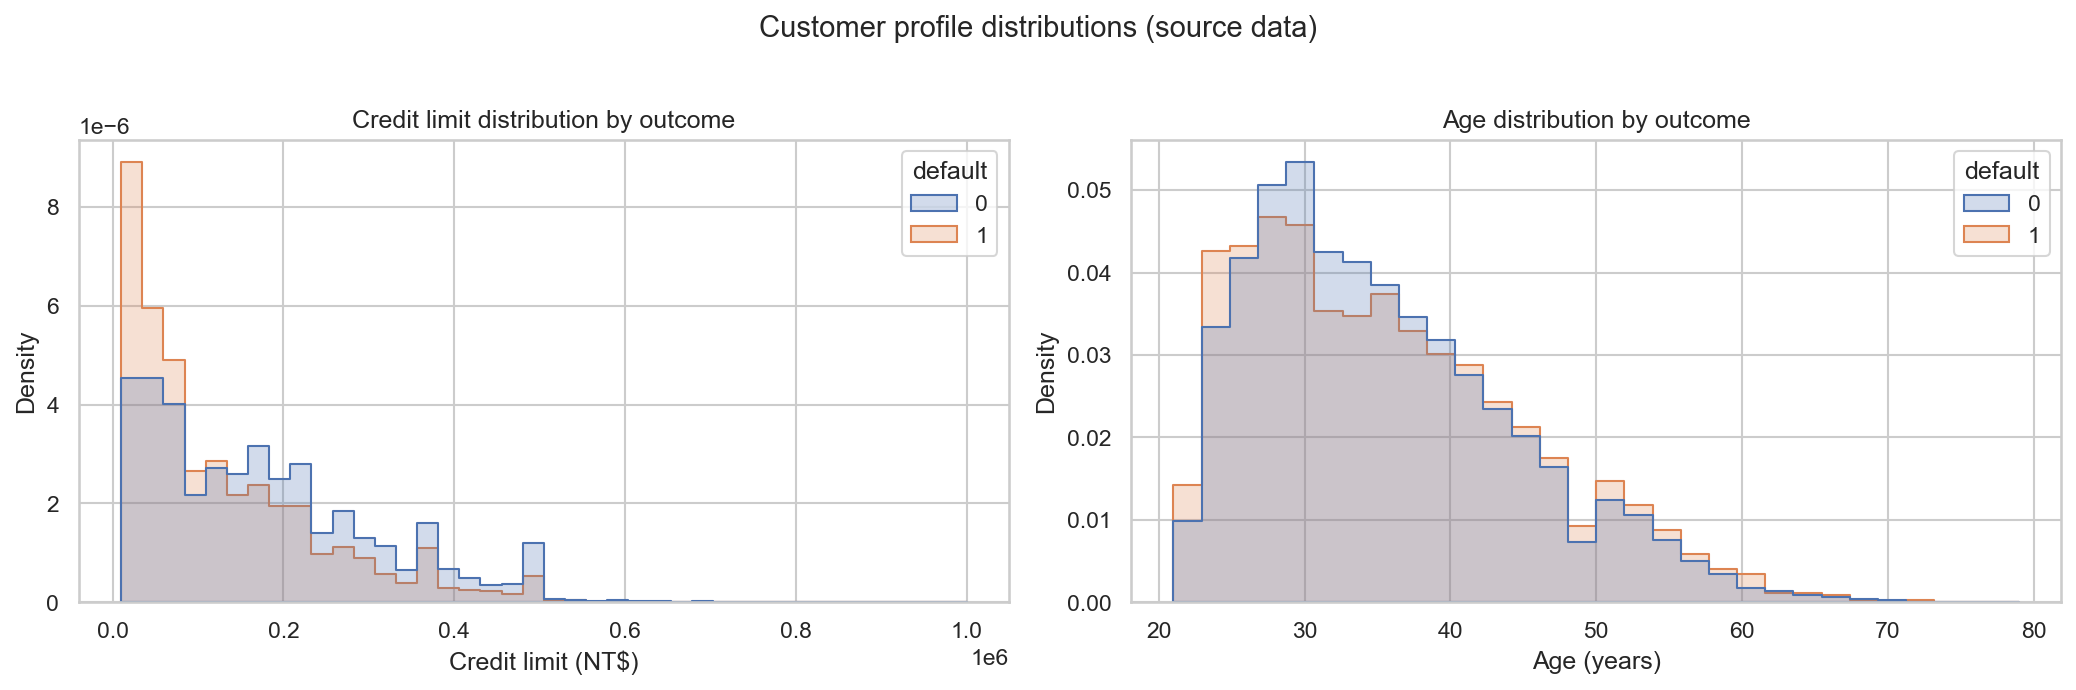 Customer profile distributions (source data)
Credit limit distribution by outcome
1e−6
8
6
4
2
0
Density
0.0
0.2
0.4
0.6
0.8
1.0
1e6
Credit limit (NT$)
default
0
1
Age distribution by outcome
0.05
0.04
0.03
0.02
0.01
0.00
Density
20
30
40
50
60
70
80
Age (years)
default
0
1